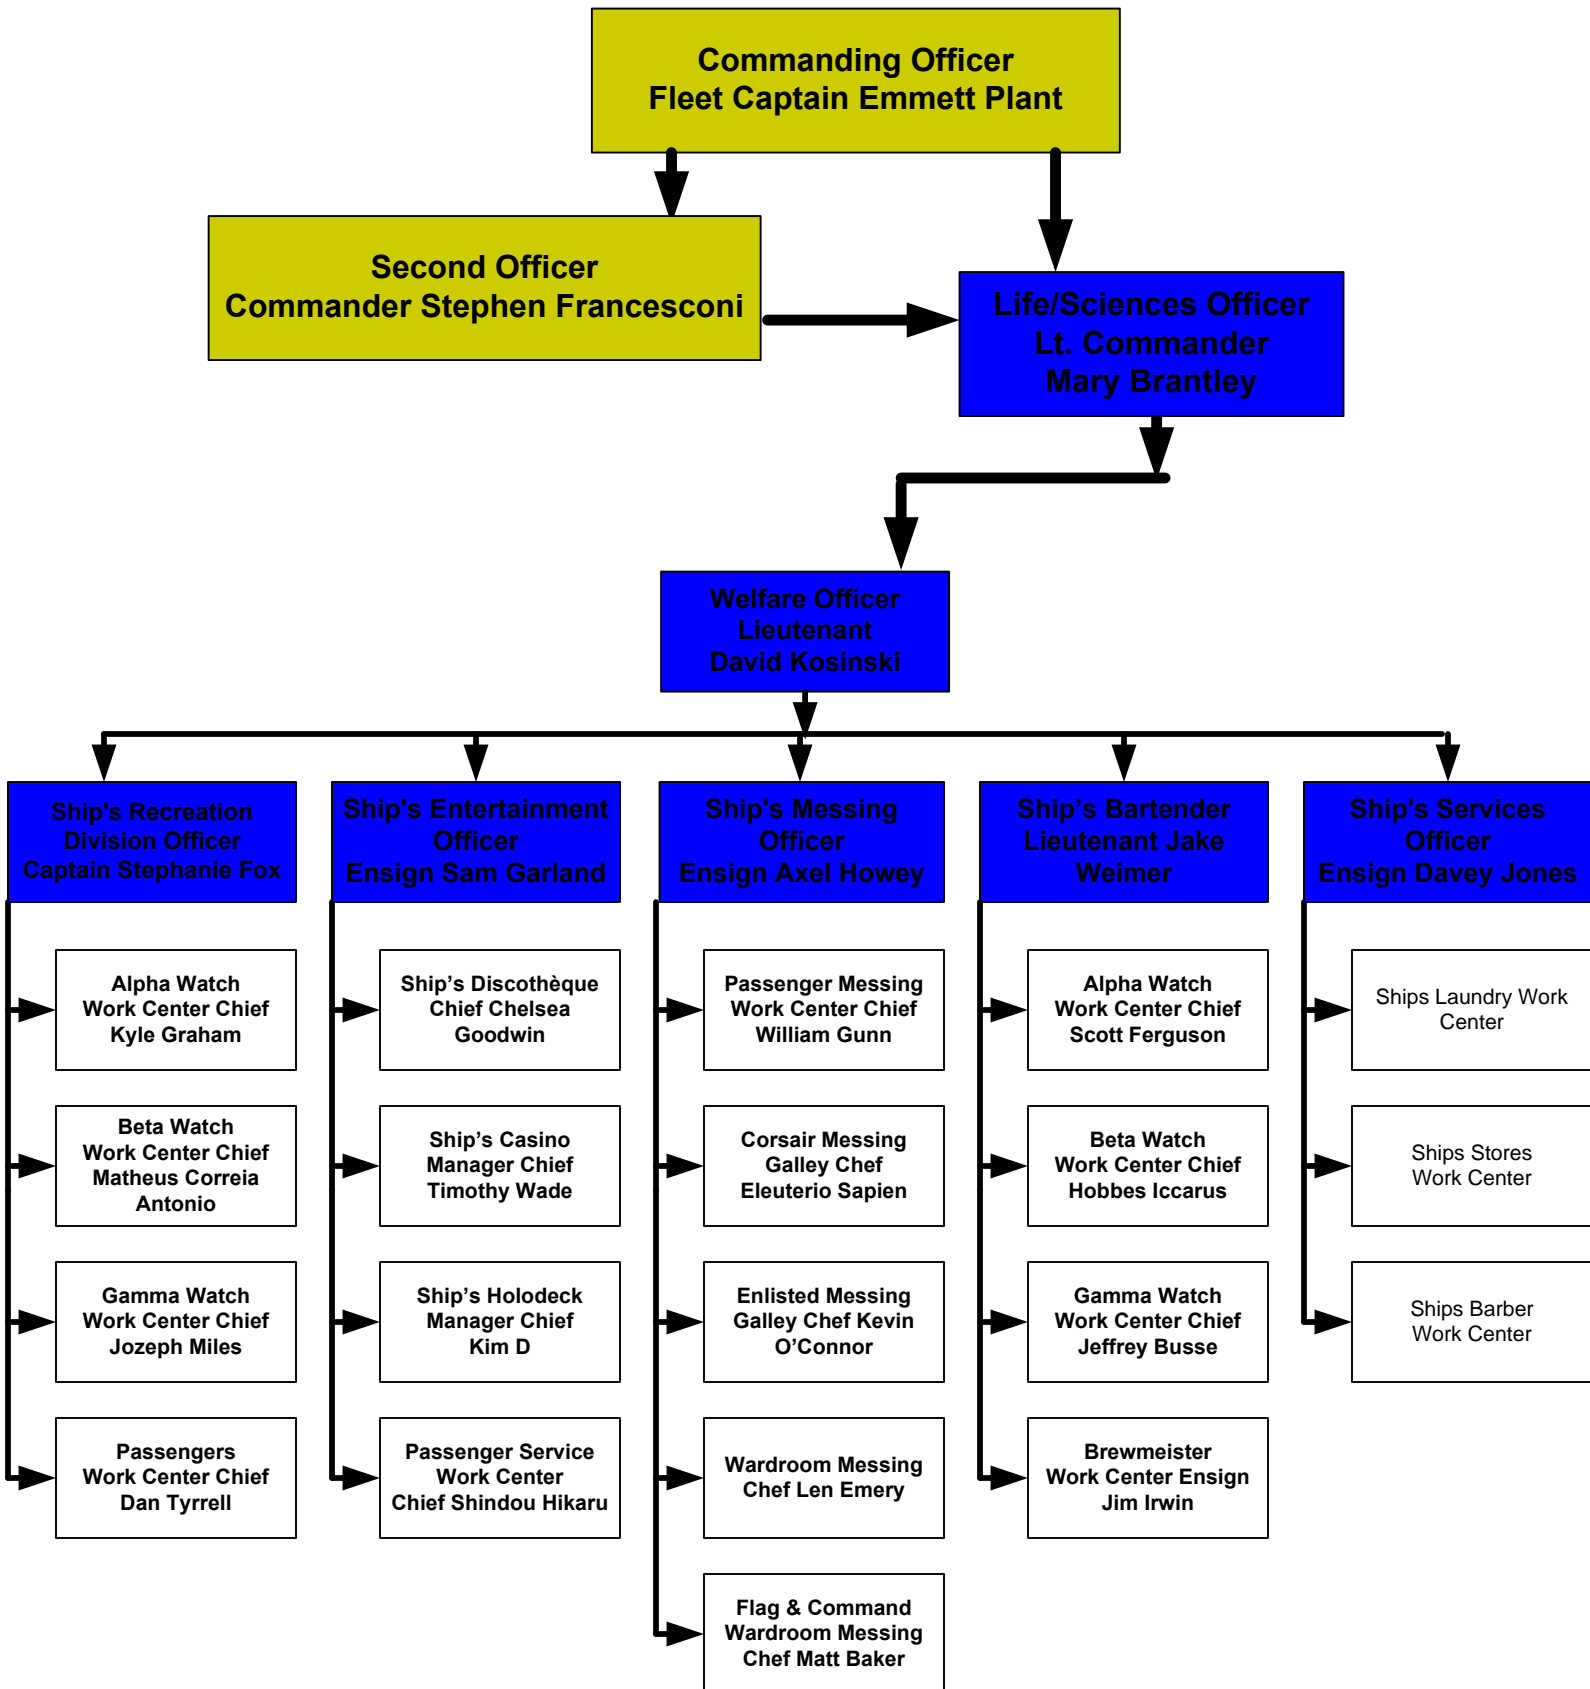 Commanding Officer
Fleet Captain Emmett Plant
Second Officer
Commander Stephen Francesconi
Life/Sciences Officer
Lt. Commander
Mary Brantley
Welfare Officer
Lieutenant
David Kosinski
Ship's Recreation
Division Officer
Captain Stephanie Fox
Ship's Entertainment
Officer
Ensign Sam Garland
Ship's Messing
Officer
Ensign Axel Howey
Ship’s Bartender
Lieutenant Jake
Weimer
Ship's Services
Officer
Ensign Davey Jones
Alpha Watch
Work Center Chief
Kyle Graham
Beta Watch
Work Center Chief
Matheus Correia
Antonio
Gamma Watch
Work Center Chief
Jozeph Miles
Passengers
Work Center Chief
Dan Tyrrell
Ship’s Discothèque
Chief Chelsea
Goodwin
Ship’s Casino
Manager Chief
Timothy Wade
Ship’s Holodeck
Manager Chief
Kim D
Passenger Service
Work Center
Chief Shindou Hikaru
Passenger Messing
Work Center Chief
William Gunn
Corsair Messing
Galley Chef
Eleuterio Sapien
Enlisted Messing
Galley Chef Kevin
O’Connor
Wardroom Messing
Chef Len Emery
Flag & Command
Wardroom Messing
Chef Matt Baker
Alpha Watch
Work Center Chief
Scott Ferguson
Beta Watch
Work Center Chief
Hobbes Iccarus
Gamma Watch
Work Center Chief
Jeffrey Busse
Brewmeister
Work Center Ensign
Jim Irwin
Ships Laundry Work
Center
Ships Stores
Work Center
Ships Barber
Work Center